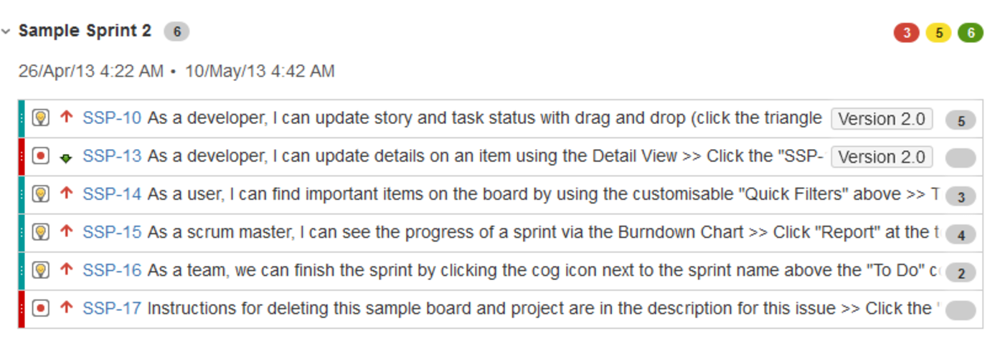 Sample Sprint 2 6 3 5 6
26/Apr/13 4:22 AM • 10/May/13 4:42 AM
SSP-10 As a developer, I can update story and task status with drag and drop (click the triangle Version 2.0 5
SSP-13 As a developer, I can update details on an item using the Detail View >> Click the "SSP- Version 2.0
SSP-14 As a user, I can find important items on the board by using the customisable "Quick Filters" above >> T 3
SSP-15 As a scrum master, I can see the progress of a sprint via the Burndown Chart >> Click "Report" at the t 4
SSP-16 As a team, we can finish the sprint by clicking the cog icon next to the sprint name above the "To Do" c 2
SSP-17 Instructions for deleting this sample board and project are in the description for this issue >> Click the "